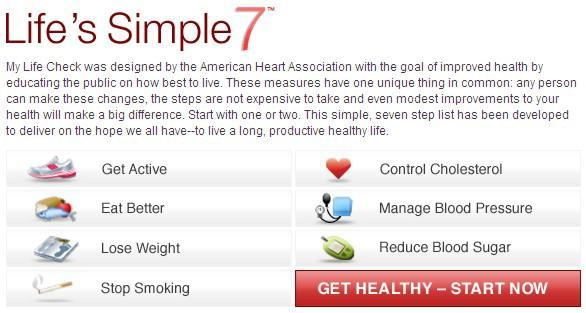 Life's Simple 7™
My Life Check was designed by the American Heart Association with the goal of improved health by
educating the public on how best to live. These measures have one unique thing in common: any person
can make these changes, the steps are not expensive to take and even modest improvements to your
health will make a big difference. Start with one or two. This simple, seven step list has been developed
to deliver on the hope we all have--to live a long, productive healthy life.
Get Active
Control Cholesterol
Eat Better
Manage Blood Pressure
Lose Weight
Reduce Blood Sugar
Stop Smoking
GET HEALTHY – START NOW